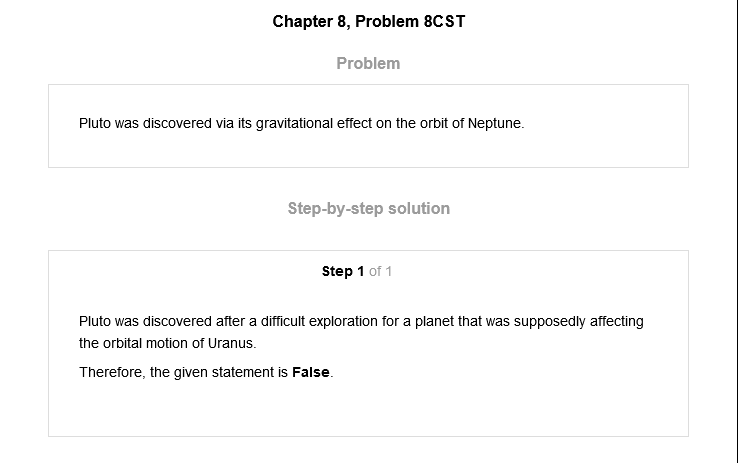 Chapter 8, Problem 8CST
Problem
Pluto was discovered via its gravitational effect on the orbit of Neptune.
Step-by-step solution
Step 1 of 1
Pluto was discovered after a difficult exploration for a planet that was supposedly affecting
the orbital motion of Uranus.
Therefore, the given statement is False.